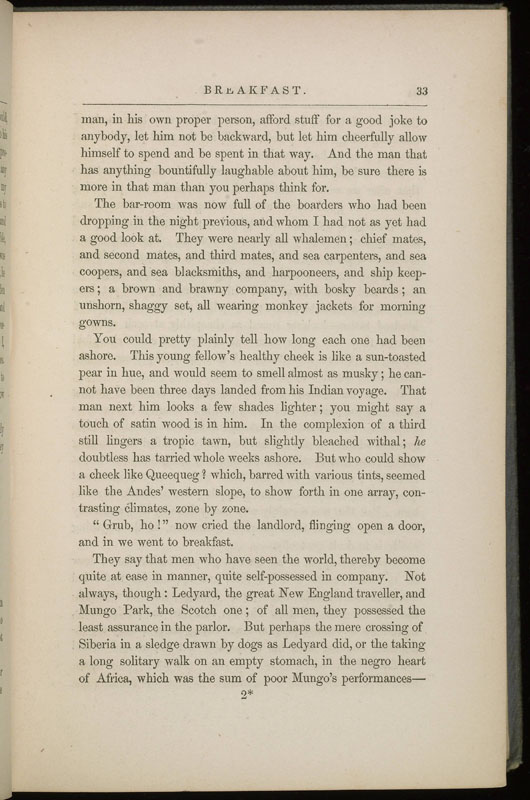 BREAKFAST. 33
man, in his own proper person, afford stuff for a good joke to
anybody, let him not be backward, but let him cheerfully allow
himself to spend and be spent in that way. And the man that
has anything bountifully laughable about him, be sure there is
more in that man than you perhaps think for.
The bar-room was now full of the boarders who had been
dropping in the night previous, and whom I had not as yet had
a good look at. They were nearly all whalemen; chief mates,
and second mates, and third mates, and sea carpenters, and sea
coopers, and sea blacksmiths, and harpooneers, and ship keep-
ers; a brown and brawny company, with bosky beards; an
unshorn, shaggy set, all wearing monkey jackets for morning
gowns.
You could pretty plainly tell how long each one had been
ashore. This young fellow's healthy cheek is like a sun-toasted
pear in hue, and would seem to smell almost as musky; he can-
not have been three days landed from his Indian voyage. That
man next him looks a few shades lighter; you might say a
touch of satin wood is in him. In the complexion of a third
still lingers a tropic tawn, but slightly bleached withal; he
doubtless has tarried whole weeks ashore. But who could show
a cheek like Queequeg? which, barred with various tints, seemed
like the Andes' western slope, to show forth in one array, con-
trasting climates, zone by zone.
"Grub, ho!" now cried the landlord, flinging open a door,
and in we went to breakfast.
They say that men who have seen the world, thereby become
quite at ease in manner, quite self-possessed in company. Not
always, though: Ledyard, the great New England traveller, and
Mungo Park, the Scotch one; of all men, they possessed the
least assurance in the parlor. But perhaps the mere crossing of
Siberia in a sledge drawn by dogs as Ledyard did, or the taking
a long solitary walk on an empty stomach, in the negro heart
of Africa, which was the sum of poor Mungo's performances—
2*